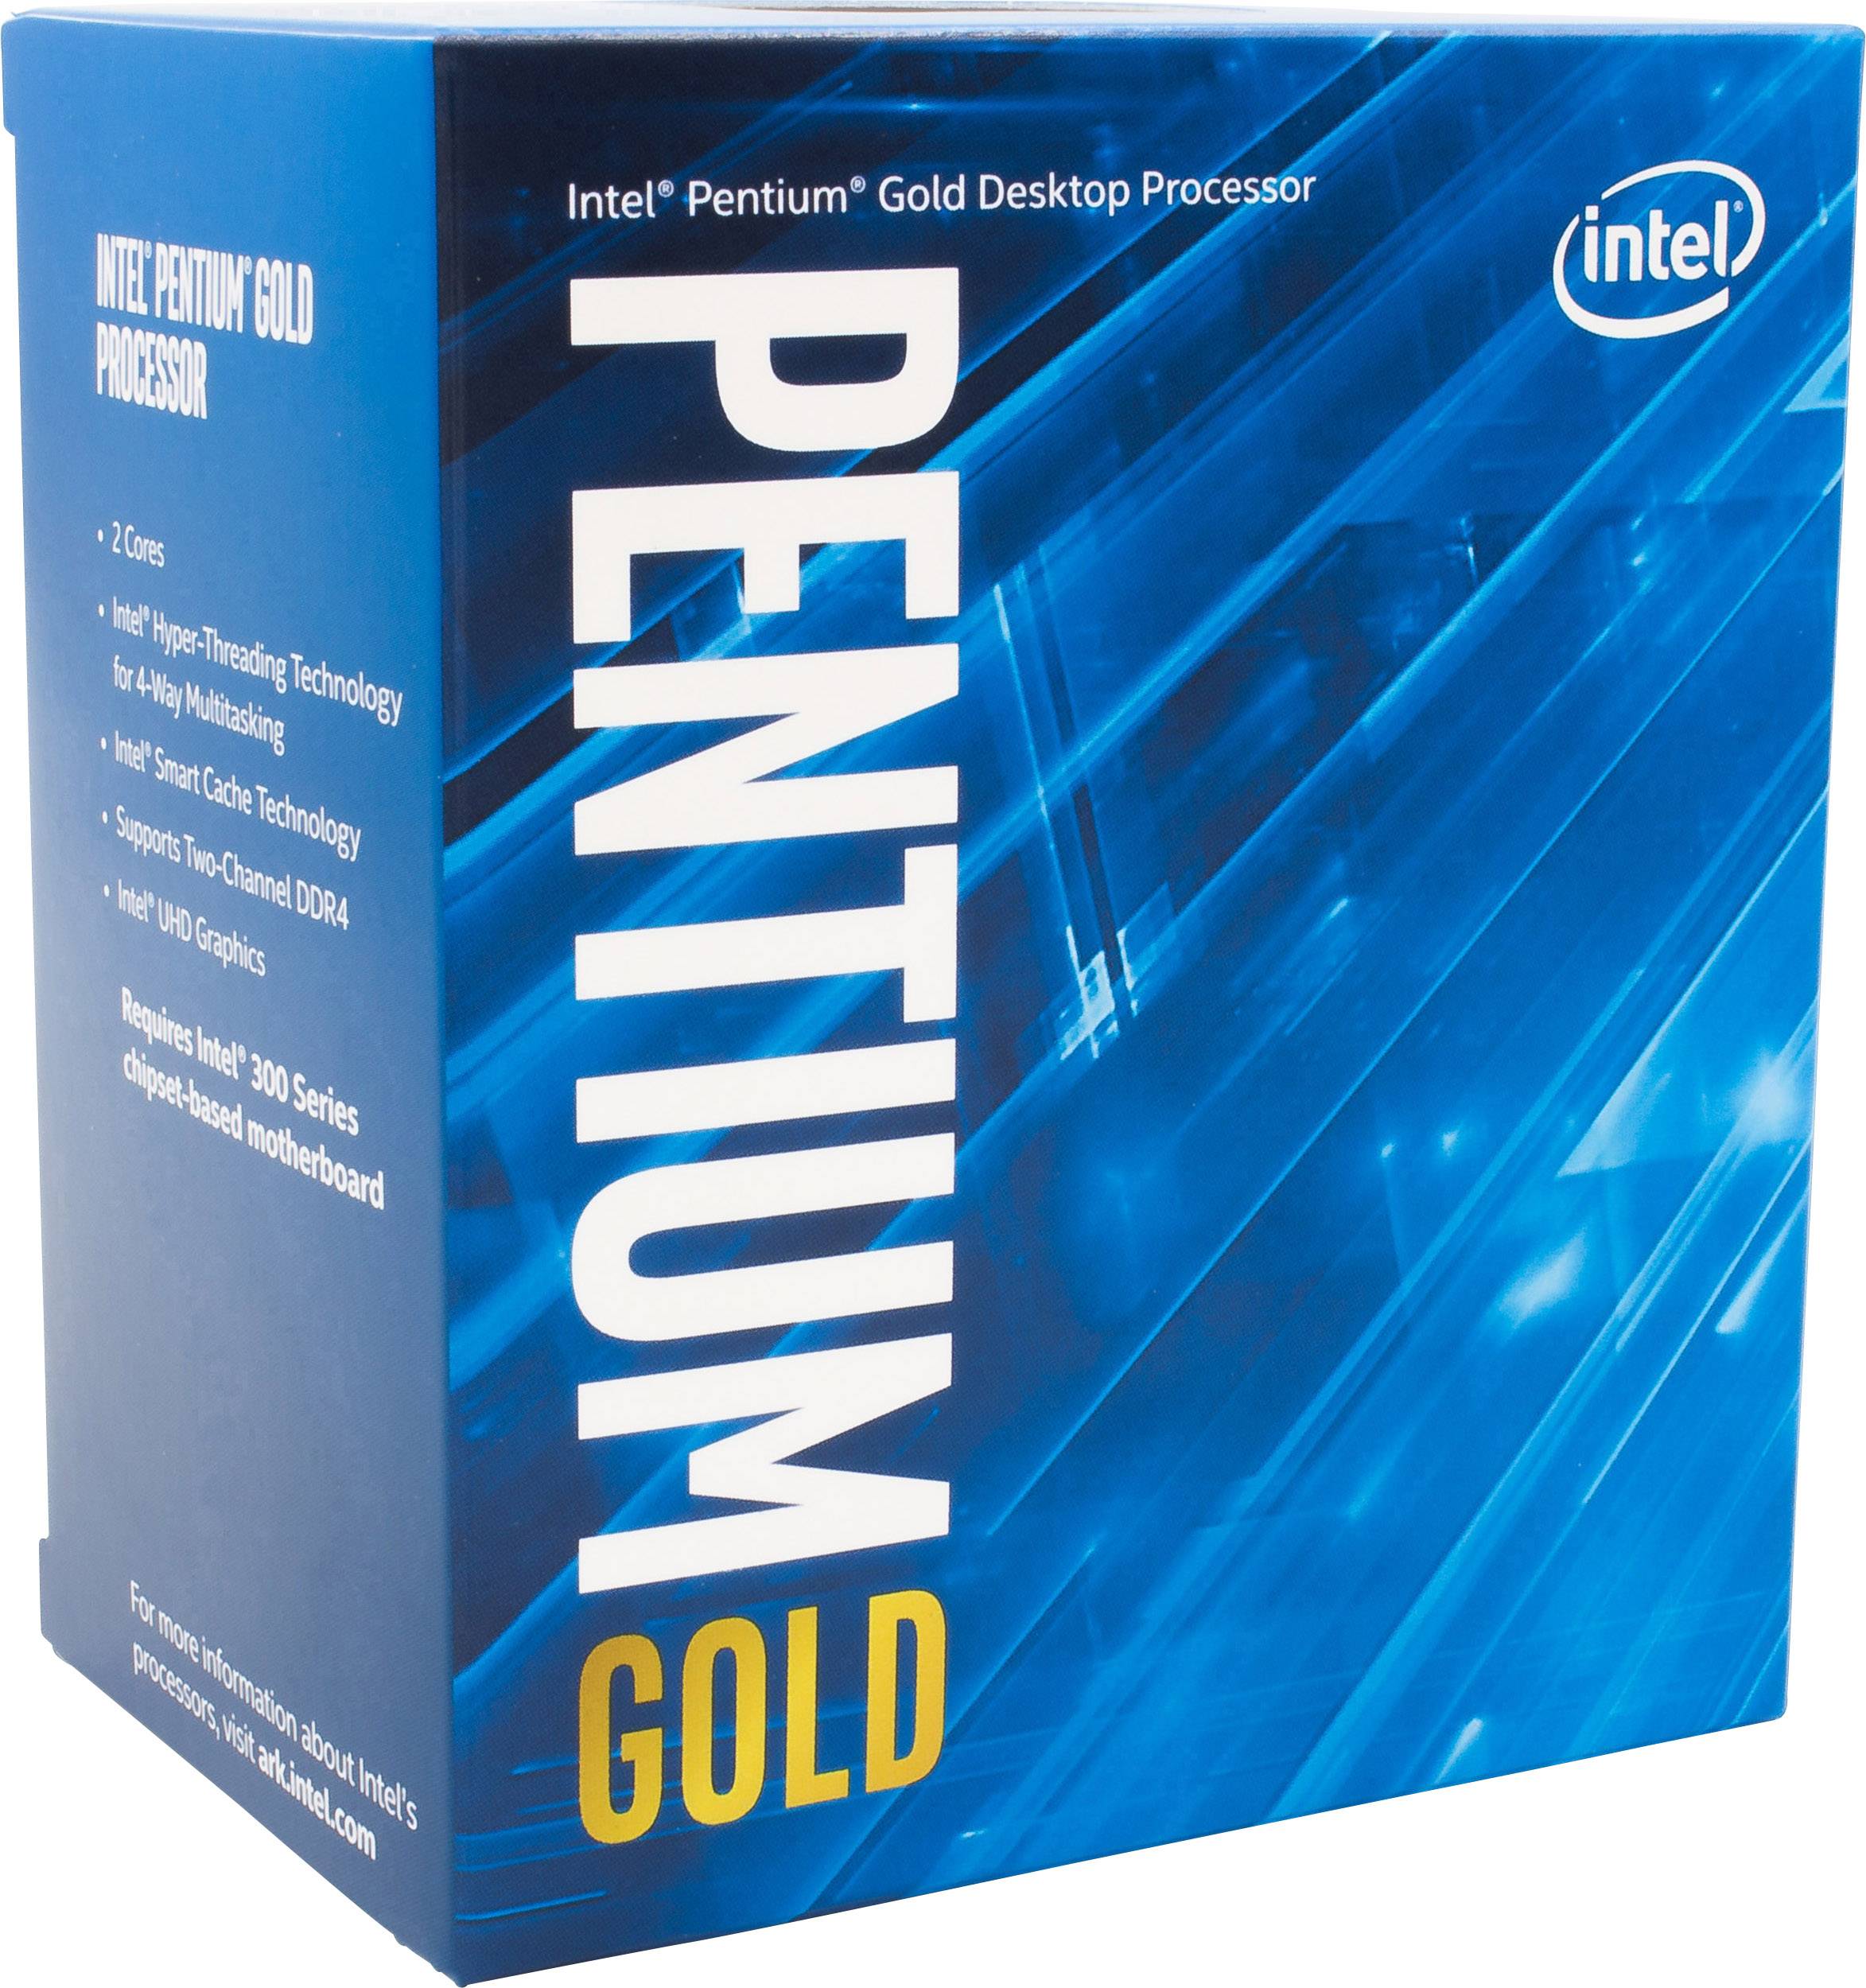 INTEL® PENTIUM® GOLD
PROCESSOR
• 2 Cores
• Intel® Hyper-Threading Technology
for 4-Way Multitasking
• Intel® Smart Cache Technology
• Supports Two-Channel DDR4
• Intel® UHD Graphics
Requires Intel® 300 Series
chipset-based motherboard
For more information about Intel's
processors, visit ark.intel.com
Intel® Pentium® Gold Desktop Processor
intel®
PENTIUM
GOLD